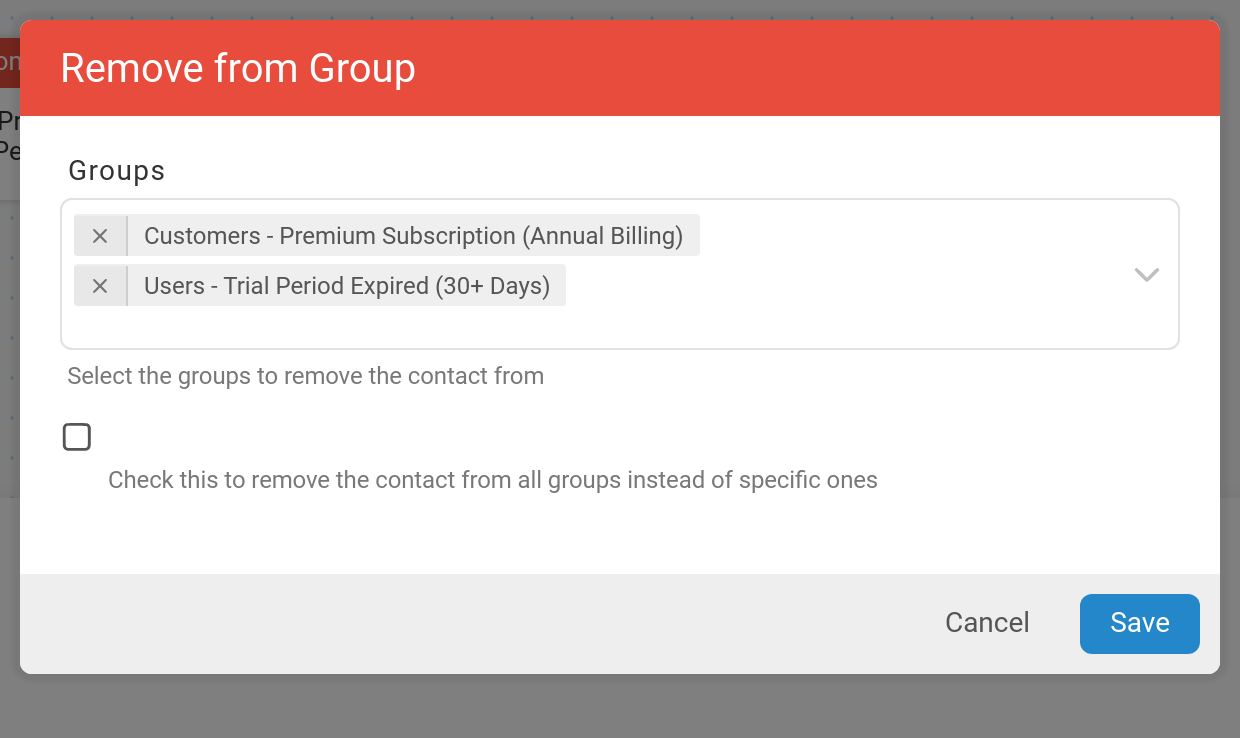 Remove from Group
Groups
Customers - Premium Subscription (Annual Billing)
Users - Trial Period Expired (30+ Days)
Select the groups to remove the contact from
Check this to remove the contact from all groups instead of specific ones
Cancel
Save